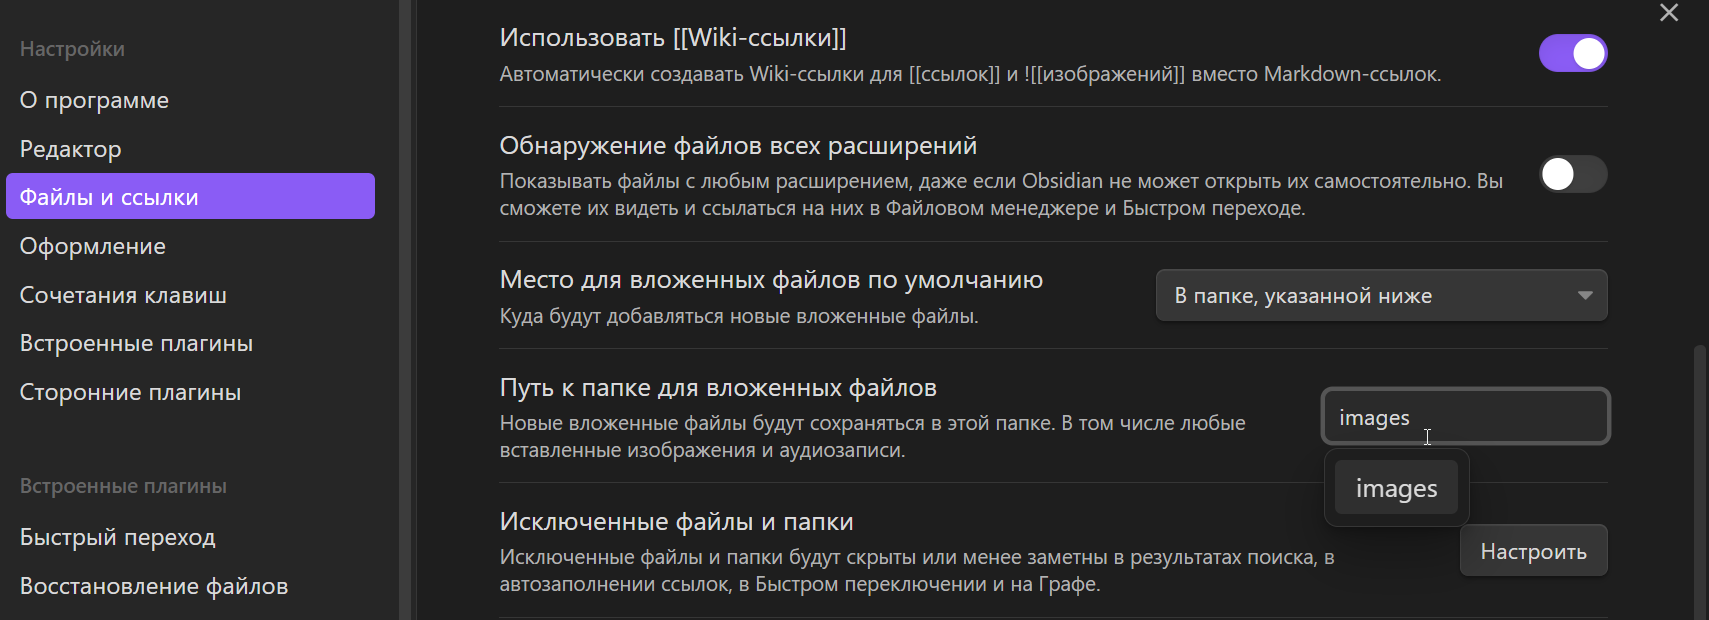 Настройки
О программе
Редактор
Файлы и ссылки
Оформление
Сочетания клавиш
Встроенные плагины
Сторонние плагины
Встроенные плагины
Быстрый переход
Восстановление файлов
Использовать [[Wiki-ссылки]]
Автоматически создавать Wiki-ссылки для [[ссылок]] и ![[изображений]] вместо Markdown-ссылок.
Обнаружение файлов всех расширений
Показывать файлы с любым расширением, даже если Obsidian не может открыть их самостоятельно. Вы
сможете их видеть и ссылаться на них в Файловом менеджере и Быстром переходе.
Место для вложенных файлов по умолчанию
Куда будут добавляться новые вложенные файлы.
В папке, указанной ниже
Путь к папке для вложенных файлов
Новые вложенные файлы будут сохраняться в этой папке. В том числе любые
вставленные изображения и аудиозаписи.
images
images
Исключенные файлы и папки
Исключенные файлы и папки будут скрыты или менее заметны в результатах поиска, в
автозаполнении ссылок, в Быстром переключении и на Графе.
Настроить